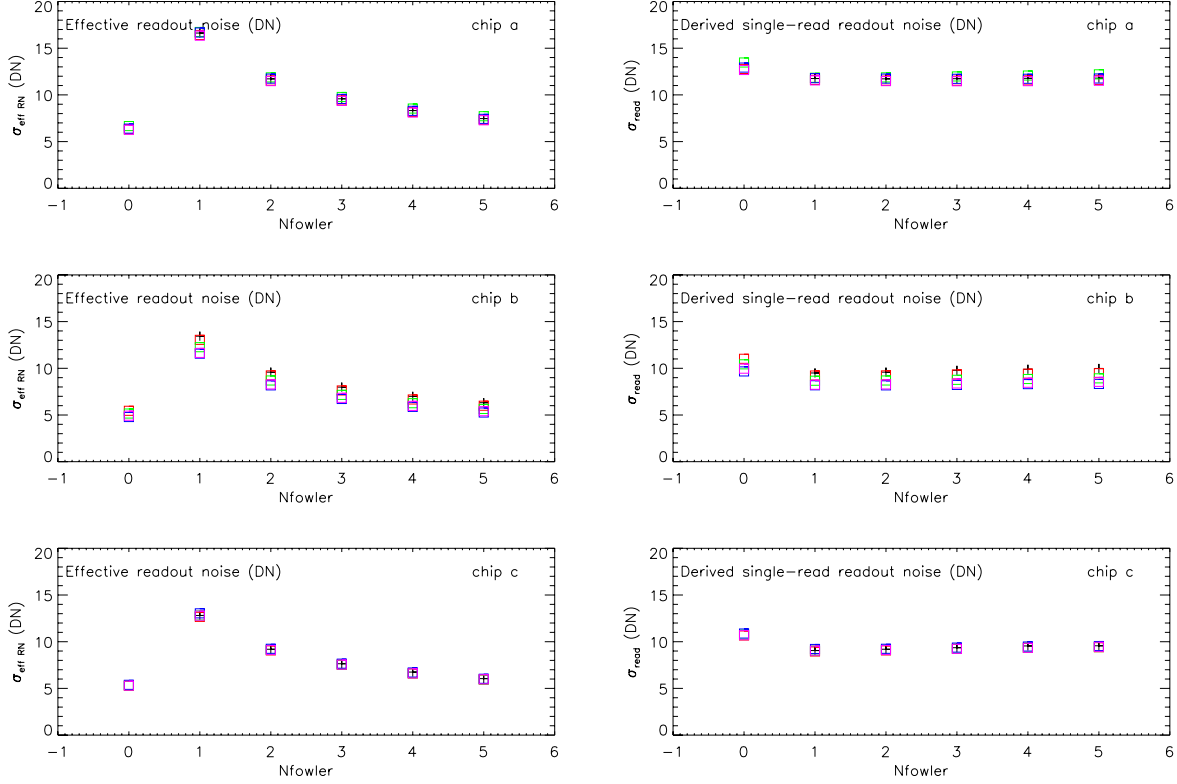 Effective readout noise (DN) chip a
σeff RN (DN)
20
15
10
5
0
−1 0 1 2 3 4 5 6
Nfowler
Derived single−read readout noise (DN) chip a
σread (DN)
20
15
10
5
0
−1 0 1 2 3 4 5 6
Nfowler
Effective readout noise (DN) chip b
σeff RN (DN)
20
15
10
5
0
−1 0 1 2 3 4 5 6
Nfowler
Derived single−read readout noise (DN) chip b
σread (DN)
20
15
10
5
0
−1 0 1 2 3 4 5 6
Nfowler
Effective readout noise (DN) chip c
σeff RN (DN)
20
15
10
5
0
−1 0 1 2 3 4 5 6
Nfowler
Derived single−read readout noise (DN) chip c
σread (DN)
20
15
10
5
0
−1 0 1 2 3 4 5 6
Nfowler